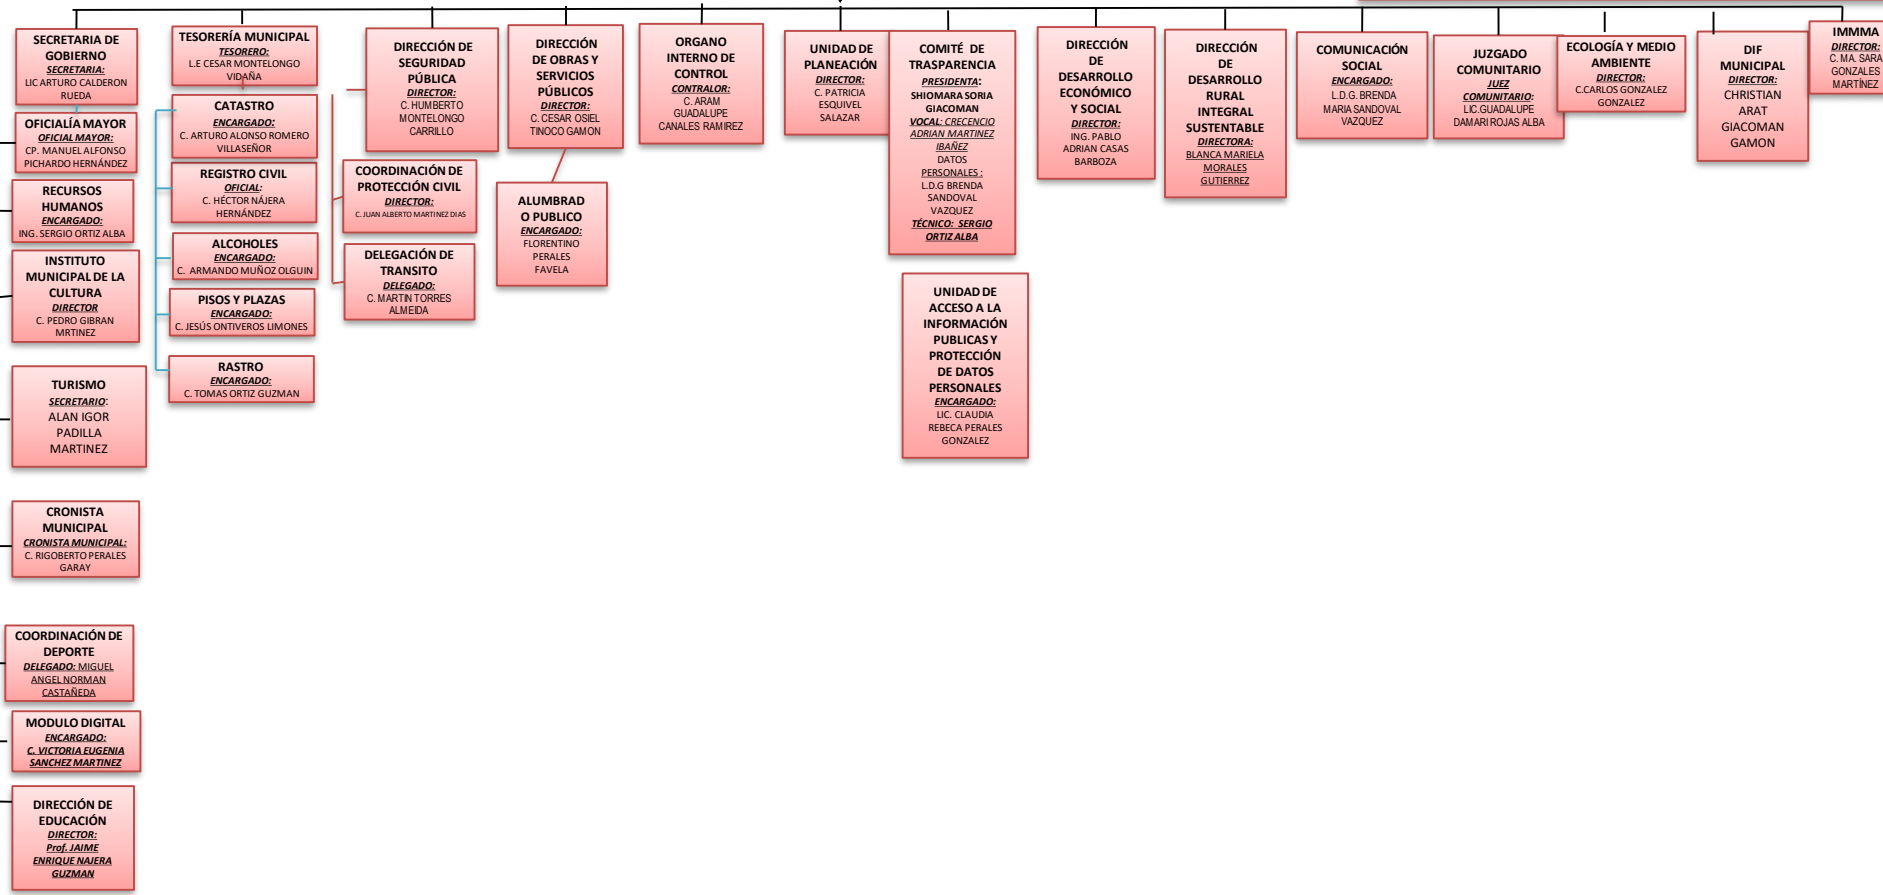 SECRETARIA DE
GOBIERNO
SECRETARIA:
LIC ARTURO CALDERON
RUEDA
OFICIALÍA MAYOR
OFICIAL MAYOR:
CP. MANUEL ALFONSO
PICHARDO HERNÁNDEZ
RECURSOS
HUMANOS
ENCARGADO:
ING. SERGIO ORTIZ ALBA
INSTITUTO
MUNICIPAL DE LA
CULTURA
DIRECTOR
C. PEDRO GIBRAN
MRTINEZ
TURISMO
SECRETARIO:
ALAN IGOR
PADILLA
MARTINEZ
CRONISTA
MUNICIPAL
CRONISTA MUNICIPAL:
C. RIGOBERTO PERALES
GARAY
COORDINACIÓN DE
DEPORTE
DELEGADO: MIGUEL
ANGEL NORMAN
CASTAÑEDA
MODULO DIGITAL
ENCARGADO:
C. VICTORIA EUGENIA
SANCHEZ MARTINEZ
DIRECCIÓN DE
EDUCACIÓN
DIRECTOR:
Prof. JAIME
ENRIQUE NAJERA
GUZMAN
TESORERÍA MUNICIPAL
TESORERO:
L.E CESAR MONTELONGO
VIDAÑA
CATASTRO
ENCARGADO:
C. ARTURO ALONSO ROMERO
VILLASEÑOR
REGISTRO CIVIL
OFICIAL:
C. HÉCTOR NÁJERA
HERNÁNDEZ
ALCOHOLES
ENCARGADO:
C. ARMANDO MUÑOZ OLGUIN
PISOS Y PLAZAS
ENCARGADO:
C. JESÚS ONTIVEROS LIMONES
RASTRO
ENCARGADO:
C. TOMAS ORTIZ GUZMAN
DIRECCIÓN DE
SEGURIDAD
PÚBLICA
DIRECTOR:
C. HUMBERTO
MONTELONGO
CARRILLO
COORDINACIÓN DE
PROTECCIÓN CIVIL
DIRECTOR:
C. JUAN ALBERTO MARTINEZ DIAS
DELEGACIÓN DE
TRANSITO
DELEGADO:
C. MARTIN TORRES
ALMEIDA
DIRECCIÓN
DE OBRAS Y
SERVICIOS
PÚBLICOS
DIRECTOR:
C. CESAR OSIEL
TINOCO GAMON
ALUMBRAD
O PUBLICO
ENCARGADO:
FLORENTINO
PERALES
FAVELA
ORGANO
INTERNO DE
CONTROL
CONTRALOR:
C. ARAM
GUADALUPE
CANALES RAMIREZ
UNIDAD DE
PLANEACIÓN
DIRECTOR:
C. PATRICIA
ESQUIVEL
SALAZAR
COMITÉ DE
TRASPARENCIA
PRESIDENTA:
SHIOMARA SORIA
GIACOMAN
VOCAL: CRECENCIO
ADRIAN MARTINEZ
IBAÑEZ
DATOS
PERSONALES :
L.D.G BRENDA
SANDOVAL
VAZQUEZ
TÉCNICO: SERGIO
ORTIZ ALBA
UNIDAD DE
ACCESO A LA
INFORMACIÓN
PUBLICAS Y
PROTECCIÓN
DE DATOS
PERSONALES
ENCARGADO:
LIC. CLAUDIA
REBECA PERALES
GONZALEZ
DIRECCIÓN
DE
DESARROLLO
ECONÓMICO
Y SOCIAL
DIRECTOR:
ING. PABLO
ADRIAN CASAS
BARBOZA
DIRECCIÓN
DE
DESARROLLO
RURAL
INTEGRAL
SUSTENTABLE
DIRECTORA:
BLANCA MARIELA
MORALES
GUTIERREZ
COMUNICACIÓN
SOCIAL
ENCARGADO:
L.D.G. BRENDA
MARIA SANDOVAL
VAZQUEZ
JUZGADO
COMUNITARIO
JUEZ
COMUNITARIO:
LIC.GUADALUPE
DAMARI ROJAS ALBA
ECOLOGÍA Y MEDIO
AMBIENTE
DIRECTOR:
C.CARLOS GONZALEZ
GONZALEZ
DIF
MUNICIPAL
DIRECTOR:
CHRISTIAN
ARAT
GIACOMAN
GAMON
IMMMA
DIRECTOR:
C. MA. SARA
GONZALES
MARTÍNEZ